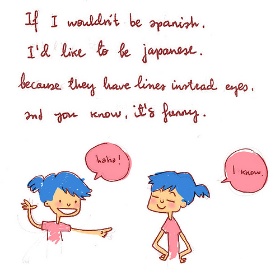 If I wouldn't be spanish.
I'd like to be japanese.
because they have lines instead eyes.
and you know, it's funny.
haha!
I know.